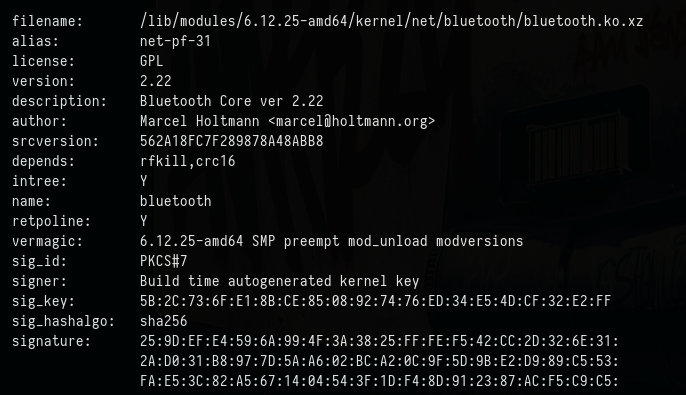 filename: /lib/modules/6.12.25-amd64/kernel/net/bluetooth/bluetooth.ko.xz
alias: net-pf-31
license: GPL
version: 2.22
description: Bluetooth Core ver 2.22
author: Marcel Holtmann <marcel@holtmann.org>
srcversion: 562A18FC7F289878A48ABB8
depends: rfkill,crc16
intree: Y
name: bluetooth
retpoline: Y
vermagic: 6.12.25-amd64 SMP preempt mod_unload modversions
sig_id: PKCS#7
signer: Build time autogenerated kernel key
sig_key: 5B:2C:73:6F:E1:8B:CE:85:08:92:74:76:ED:34:E5:4D:CF:32:E2:FF
sig_hashalgo: sha256
signature: 25:9D:EF:E4:59:6A:99:4F:3A:38:25:FF:FE:F5:42:CC:2D:32:6E:31:
2A:D0:31:B8:97:7D:5A:A6:02:BC:A2:0C:9F:5D:9B:E2:D9:89:C5:53:
FA:E5:3C:82:A5:67:14:04:54:3F:1D:F4:8D:91:23:87:AC:F5:C9:C5: